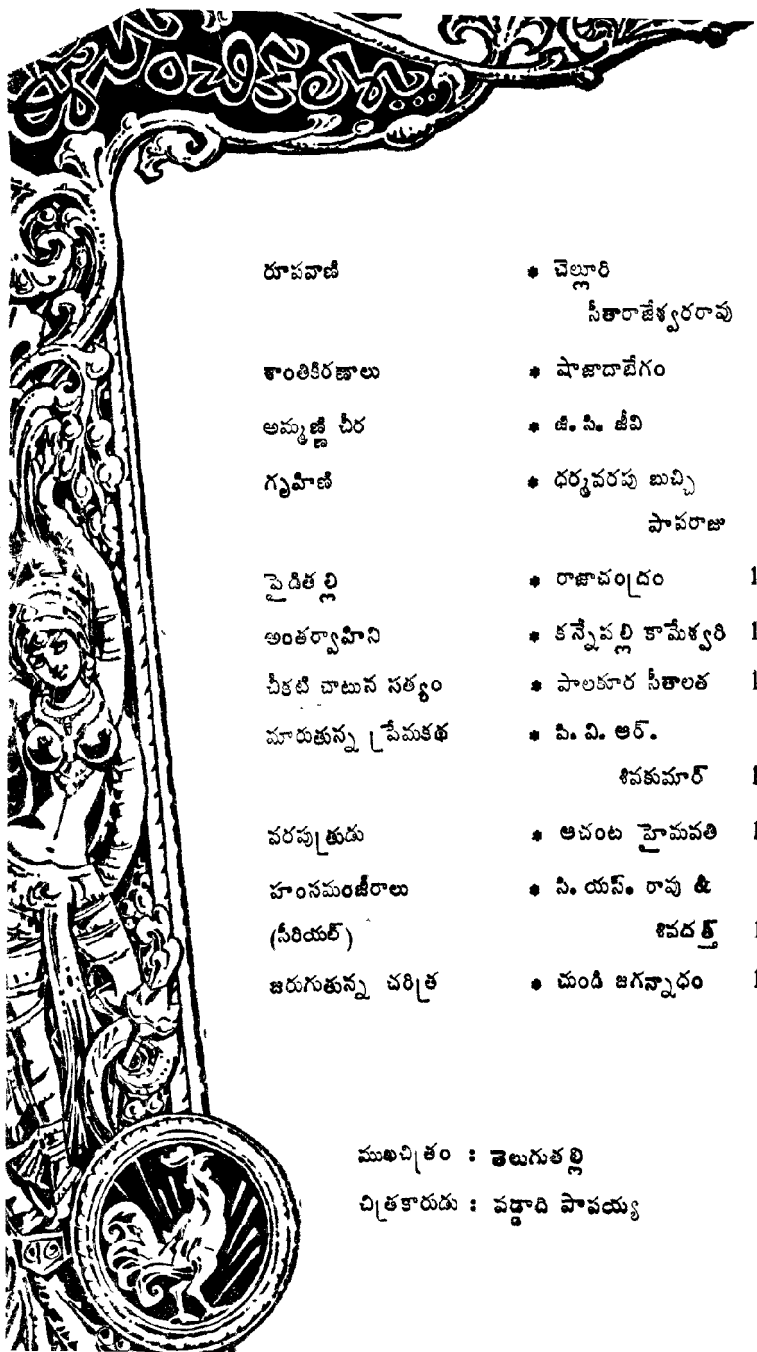 ఈ సంచికలో...
రూపవాణి * చెల్లూరి
సీతారాజేశ్వరరావు
శాంతికిరణాలు * షాజాదాబేగం
అమ్మణ్ణి చీర * జి. సి. జీవి
గృహిణి * ధర్మవరపు బుచ్చి
పాపరాజు
పైడితల్లి * రాజాచంద్రం 1
అంతర్వాహిని * కన్నేపల్లి కామేశ్వరి 1
చీకటి చాటున సత్యం * పాలకూర సీతాలత 1
మారుతున్న ప్రేమకథ * పి. వి. ఆర్.
శివకుమార్ 1
వరపుత్రుడు * ఆచంట హైమవతి 1
హంసమంజీరాలు * సి. యస్. రావు &
(సీరియల్) శివదత్త్ 1
జరుగుతున్న చరిత్ర * చుండి జగన్నాధం 1
ముఖచిత్రం : తెలుగుతల్లి
చిత్రకారుడు : వడ్డాది పాపయ్య